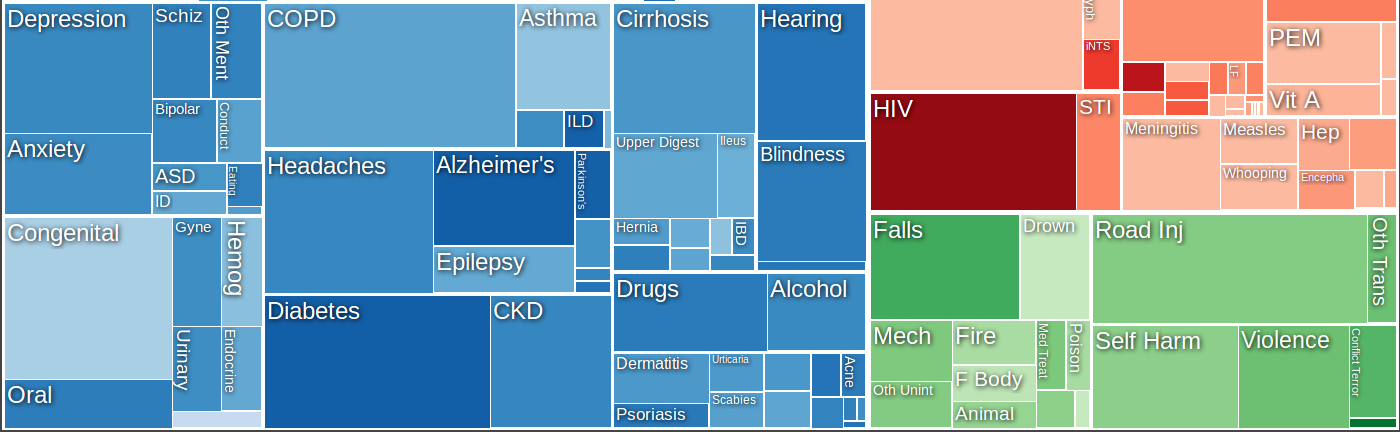 Depression
Schiz
Oth Ment
Bipolar
Conduct
Anxiety
ASD
Eating
ID
Congenital
Gyne
Hemog
Urinary
Endocrine
Oral
COPD
Asthma
ILD
Headaches
Alzheimer's
Parkinson's
Epilepsy
Diabetes
CKD
Cirrhosis
Upper Digest
Ileus
Hernia
IBD
Hearing
Blindness
Drugs
Alcohol
Dermatitis
Urticaria
Acne
Scabies
Psoriasis
iNTS
HIV
STI
LF
PEM
Vit A
Meningitis
Measles
Hep
Whooping
Encepha
Falls
Drown
Mech
Fire
Med Treat
Poison
F Body
Oth Unint
Animal
Road Inj
Oth Trans
Self Harm
Violence
Conflict Terror